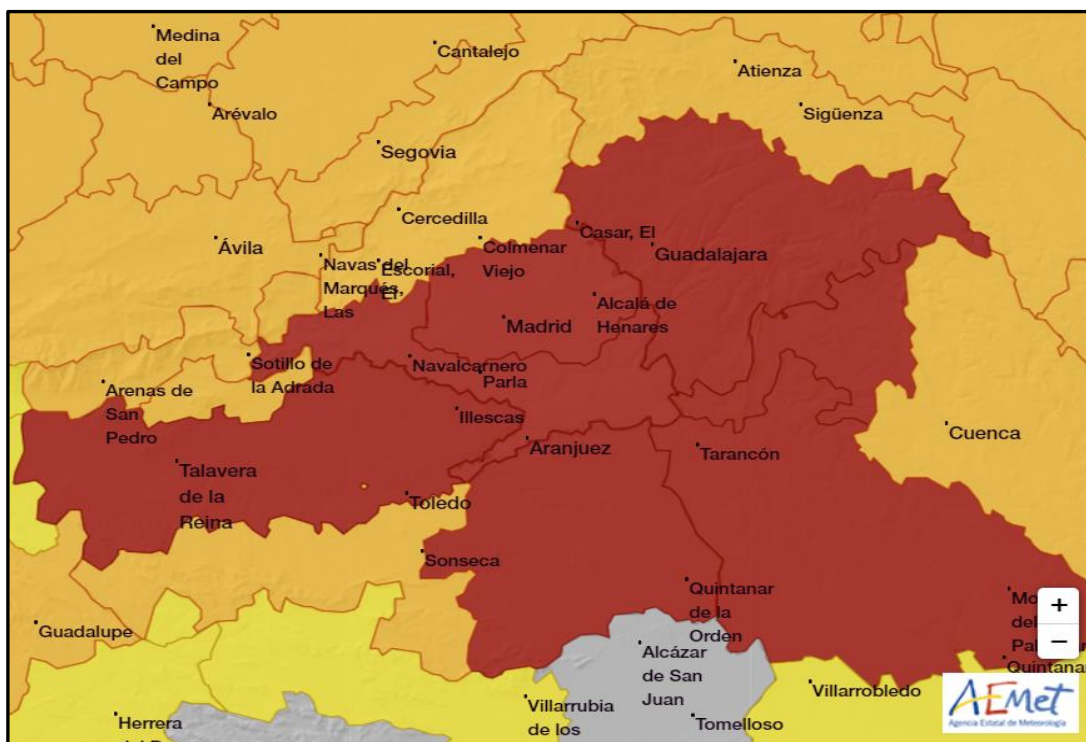 Medina
del
Campo
Cantalejo
Atienza
Arévalo
Sigüenza
Segovia
Cercedilla
Ávila
Colmenar
Viejo
Casar, El
Guadalajara
Navas del
Marqués,
Las
Escorial,
El
Alcalá de
Henares
Madrid
Sotillo de
la Adrada
Navalcarnero
Parla
Arenas de
San
Pedro
Illescas
Aranjuez
Tarancón
Cuenca
Talavera
de la
Reina
Toledo
Sonseca
Quintanar
de la
Orden
Guadalupe
Alcázar
de San
Juan
+
−
Quintanar
Villarrobledo
Villarrubia
de los
Tomelloso
Herrera
AEMet
Agencia Estatal de Meteorología